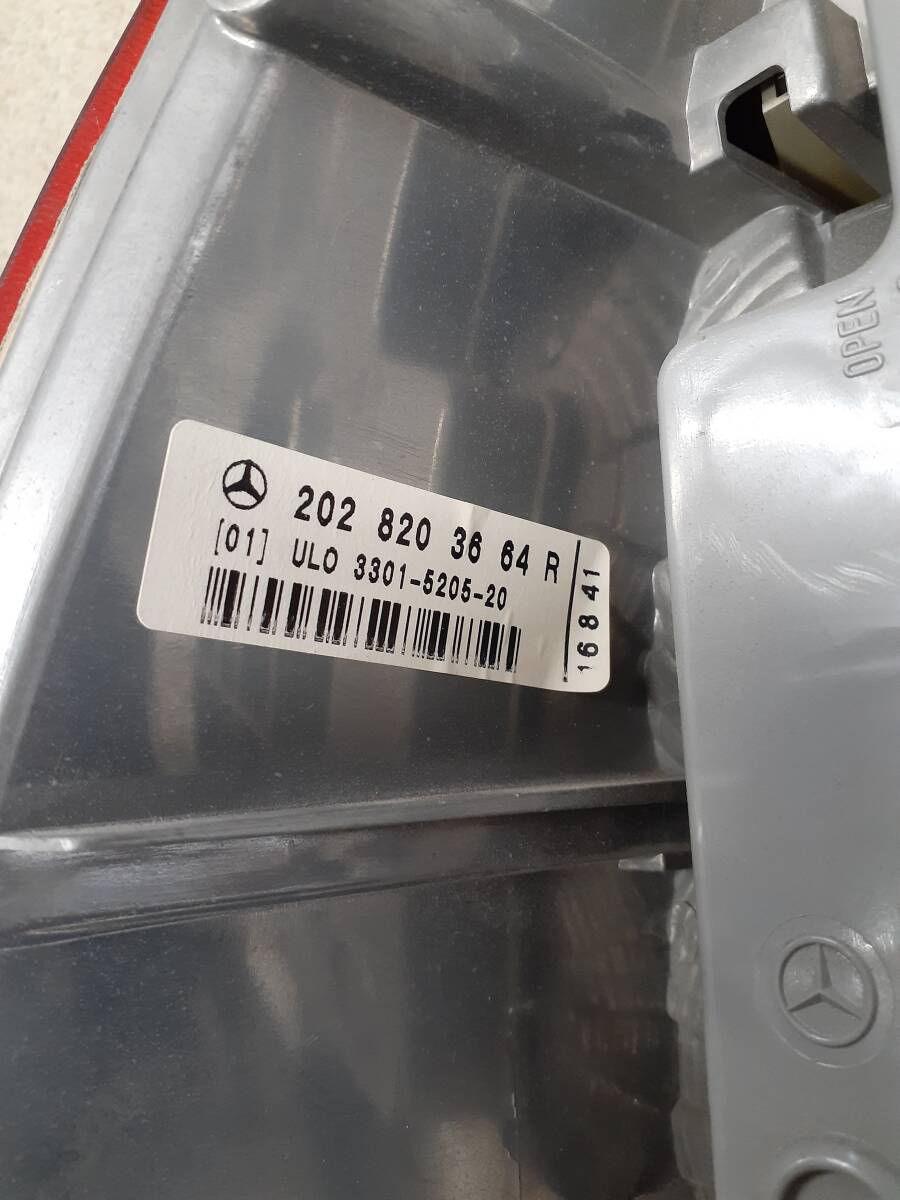 OPEN
202 820 36 64 R
[01] ULO 3301-5205-20
16841